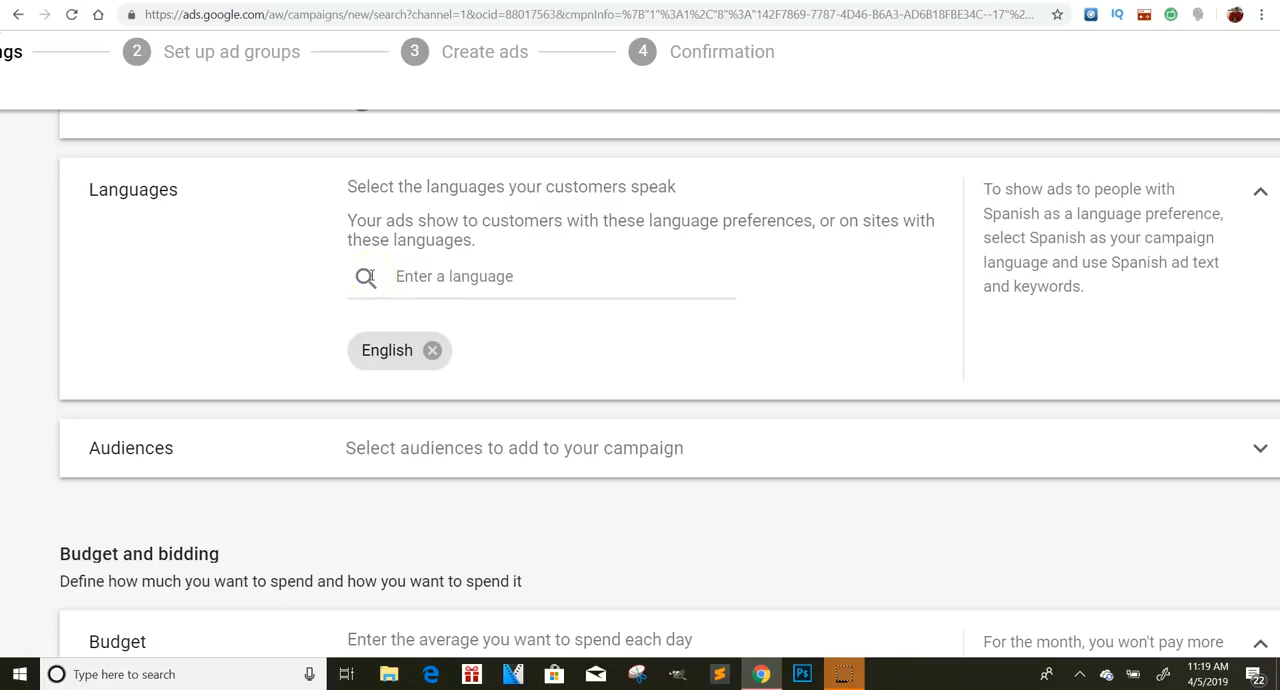 https://ads.google.com/aw/campaigns/new/search?channel=1&ocid=88017563&cmpnInfo=%7B"1"%3A1%2C"8"%3A"142F7869-7787-4D46-B6A3-AD6B18FBE34C--17"%2...
IQ
ngs
2 Set up ad groups
3 Create ads
4 Confirmation
Languages
Select the languages your customers speak
Your ads show to customers with these language preferences, or on sites with
these languages.
Enter a language
English
To show ads to people with
Spanish as a language preference,
select Spanish as your campaign
language and use Spanish ad text
and keywords.
Audiences
Select audiences to add to your campaign
Budget and bidding
Define how much you want to spend and how you want to spend it
Budget
Enter the average you want to spend each day
For the month, you won't pay more
Type here to search
Ps
11:19 AM
4/5/2019
22